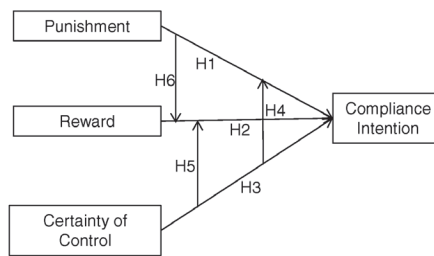 Punishment
H1
H6
Reward
H4
H2
Compliance
Intention
H5
H3
Certainty of
Control